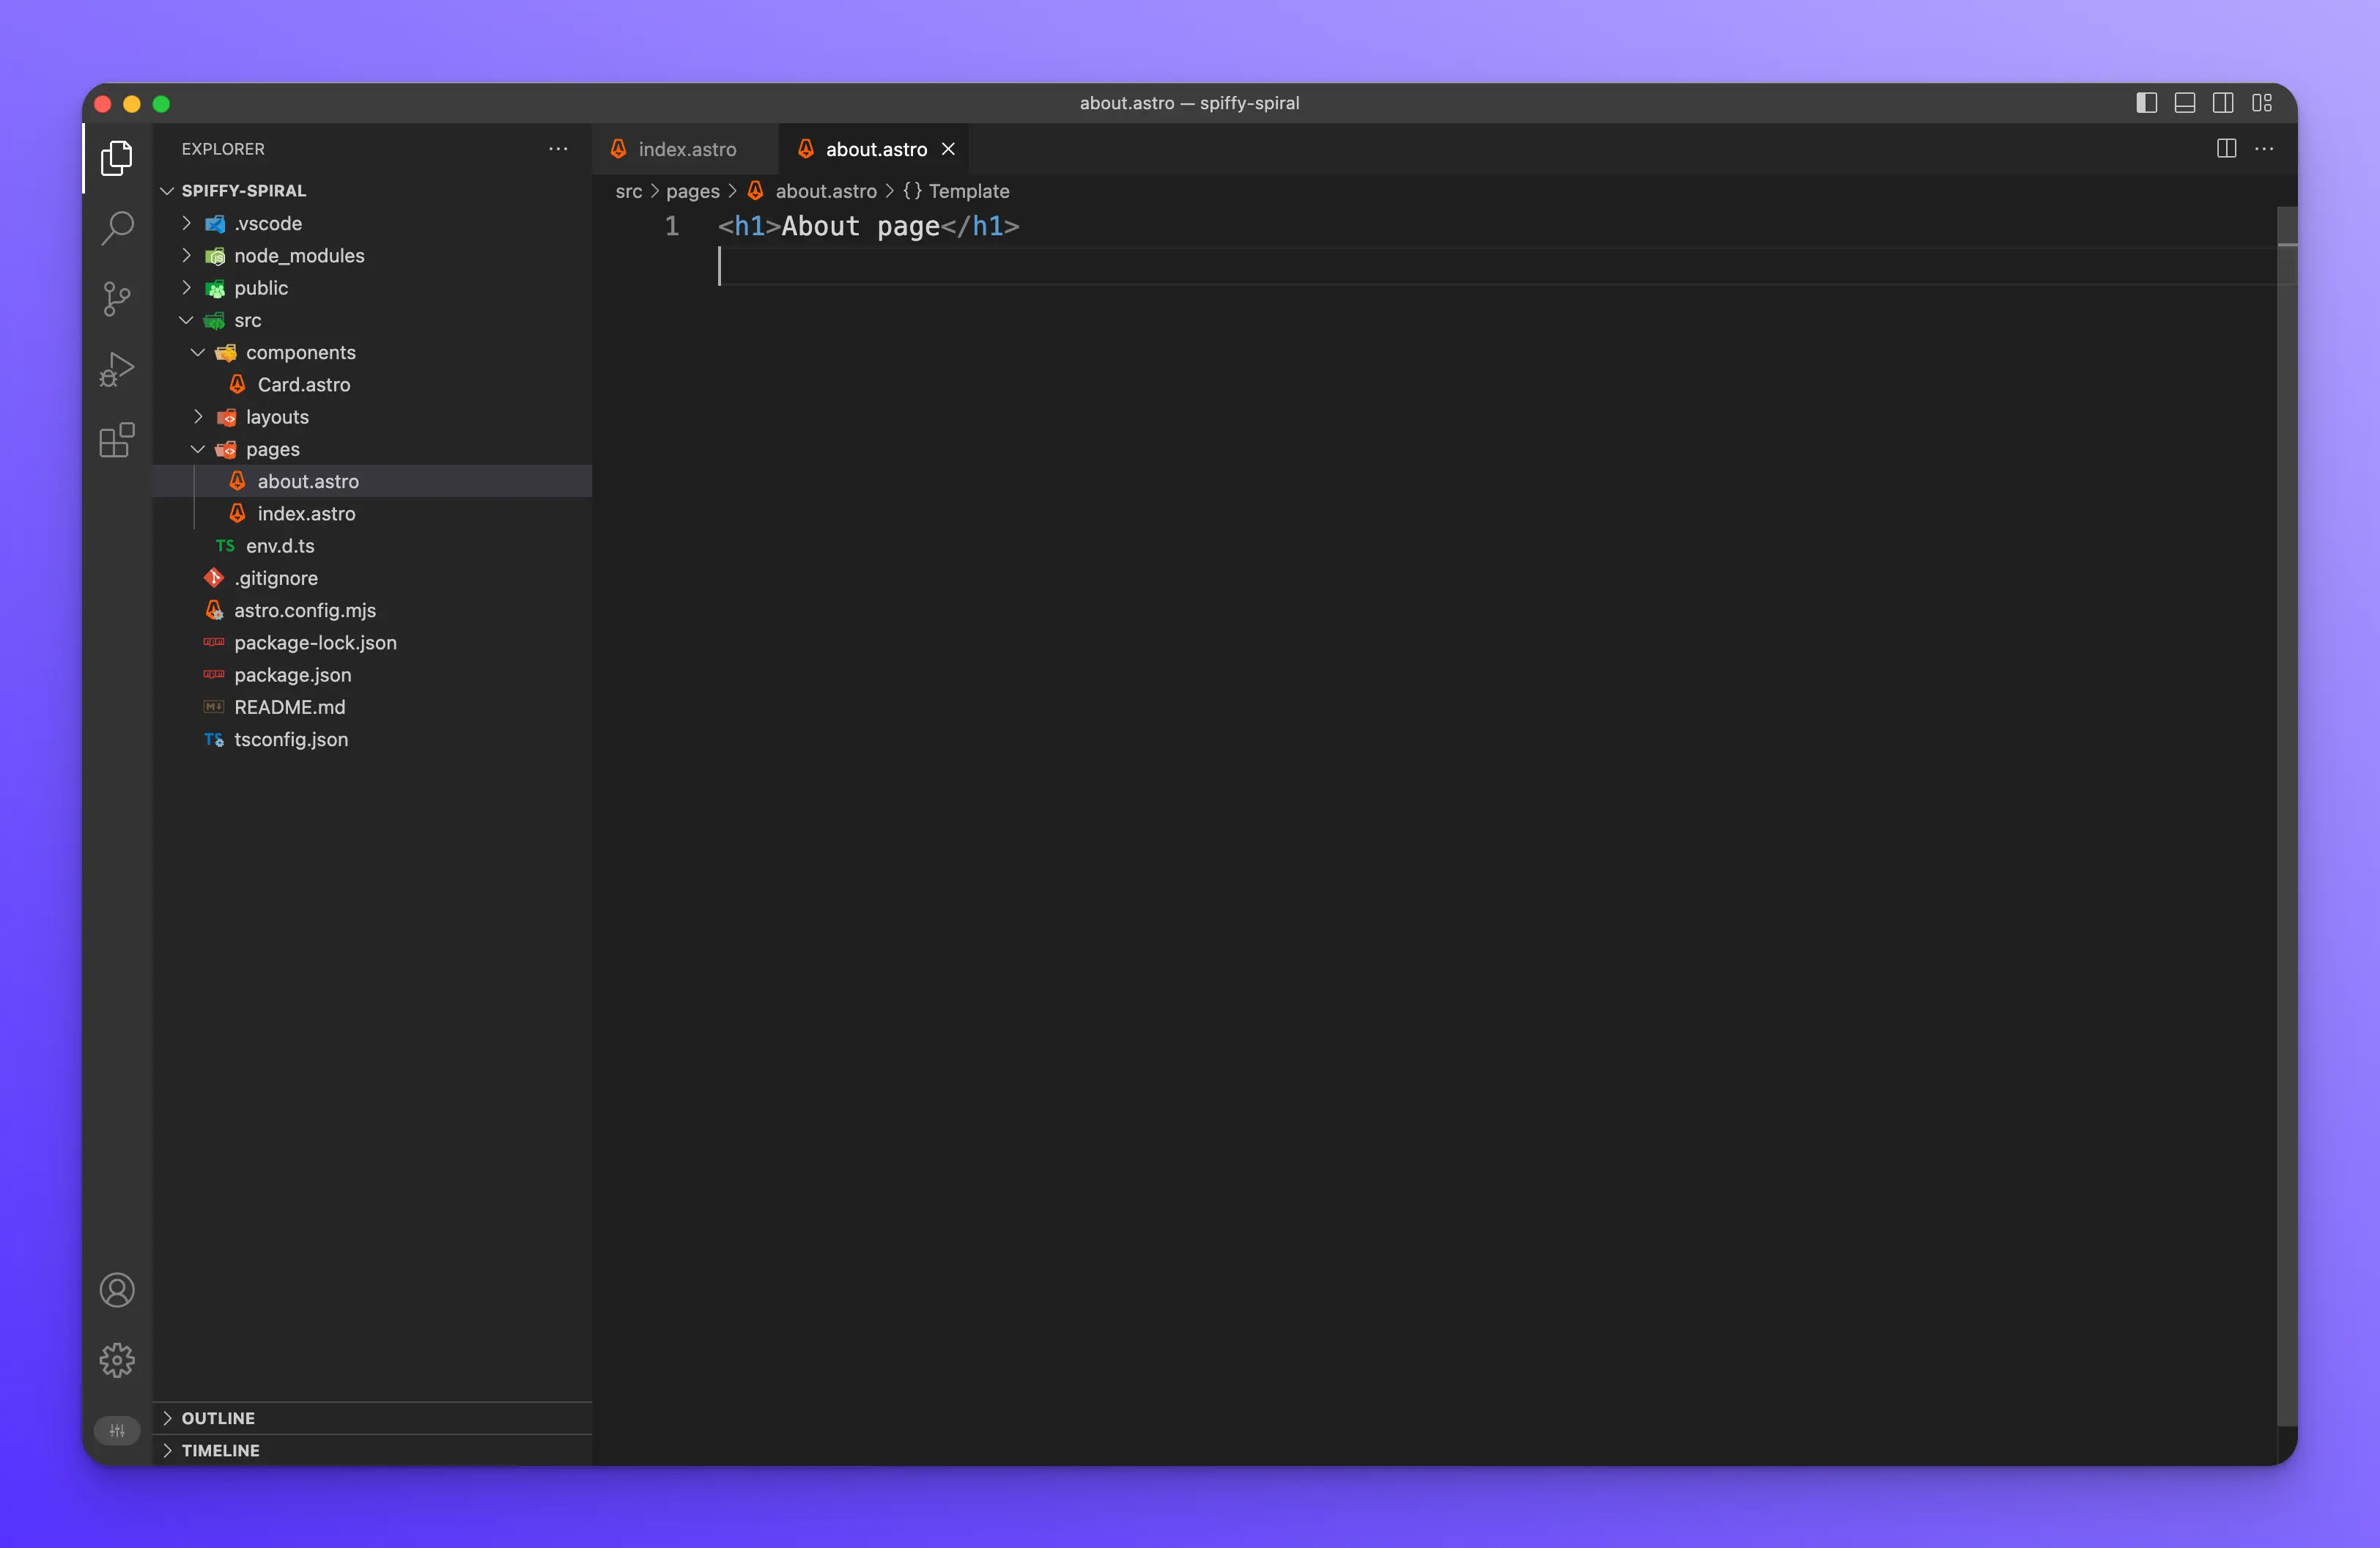 about.astro — spiffy-spiral
EXPLORER
SPIFFY-SPIRAL
.vscode
node_modules
public
src
components
Card.astro
layouts
pages
about.astro
index.astro
TS env.d.ts
.gitignore
astro.config.mjs
package-lock.json
package.json
README.md
TS tsconfig.json
OUTLINE
TIMELINE
index.astro
about.astro
src > pages > about.astro > {} Template
1 <h1>About page</h1>